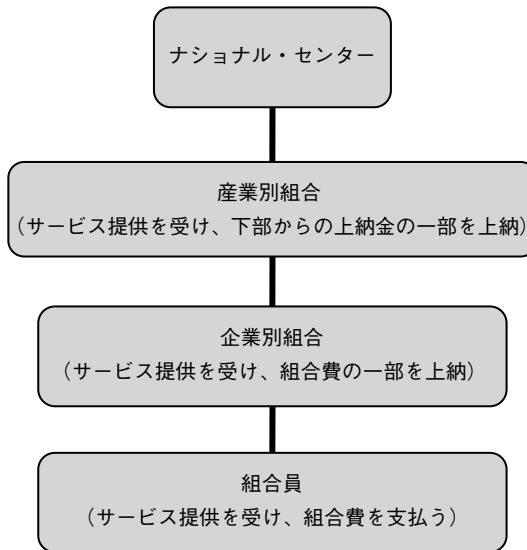 ナショナル・センター
産業別組合
（サービス提供を受け、下部からの上納金の一部を上納）
企業別組合
（サービス提供を受け、組合費の一部を上納）
組合員
（サービス提供を受け、組合費を支払う）